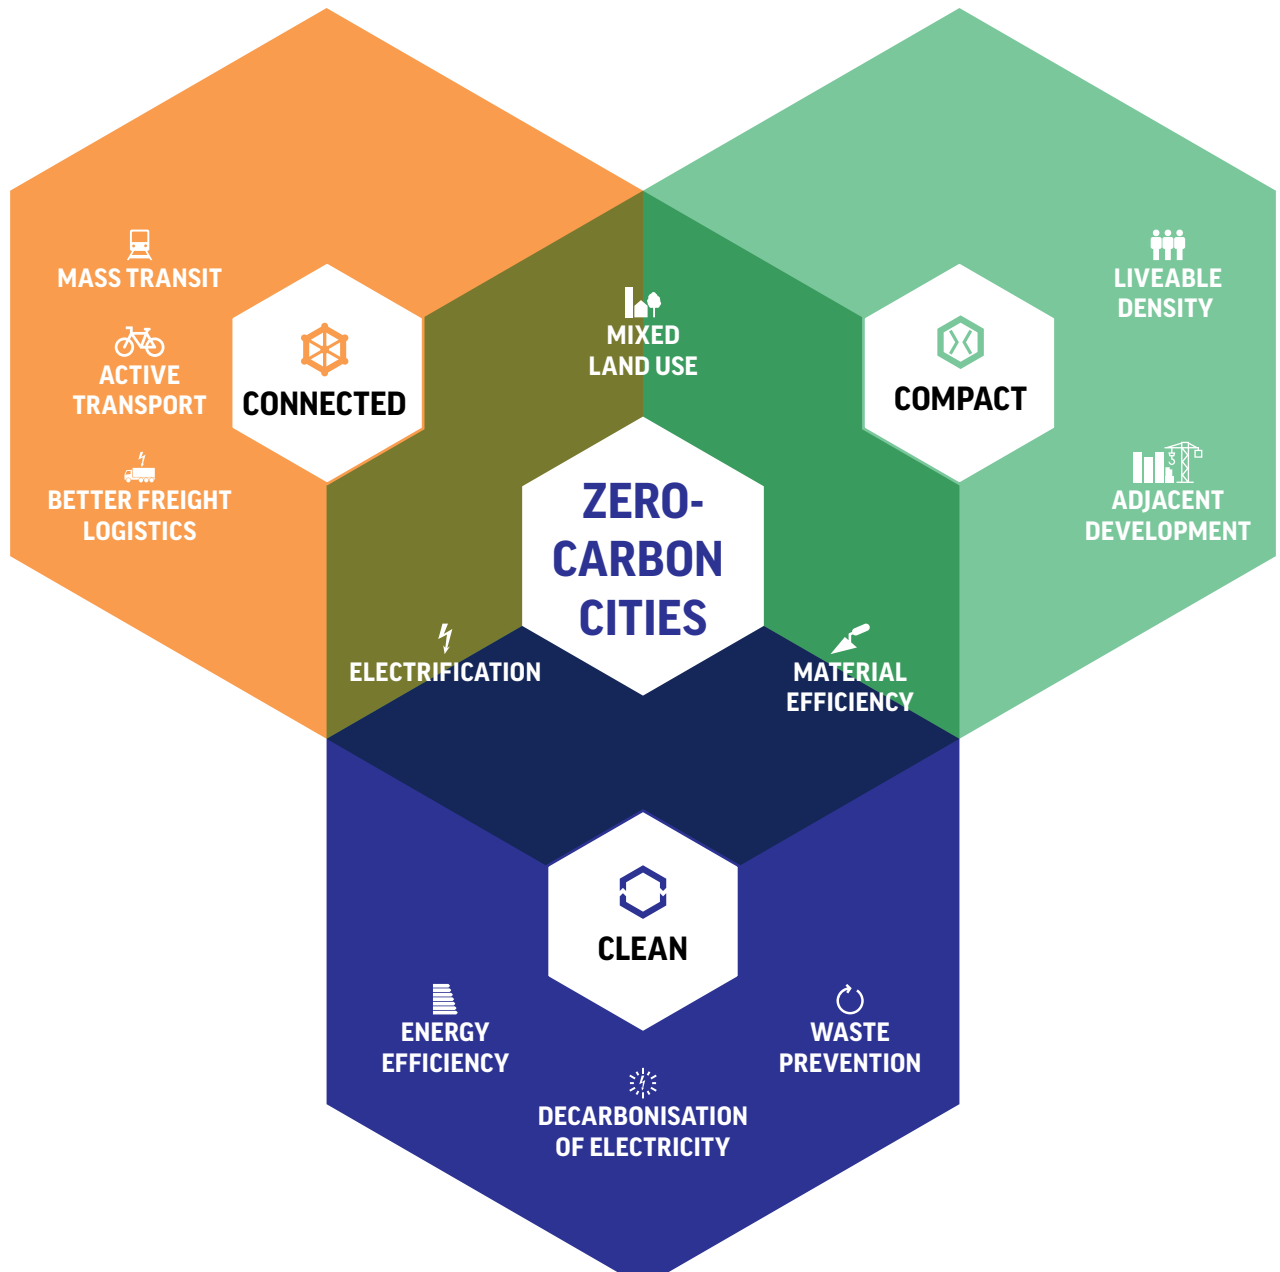 MASS TRANSIT
ACTIVE
TRANSPORT
BETTER FREIGHT
LOGISTICS
CONNECTED
MIXED
LAND USE
COMPACT
LIVEABLE
DENSITY
ADJACENT
DEVELOPMENT
ZERO-
CARBON
CITIES
ELECTRIFICATION
MATERIAL
EFFICIENCY
CLEAN
ENERGY
EFFICIENCY
DECARBONISATION
OF ELECTRICITY
WASTE
PREVENTION